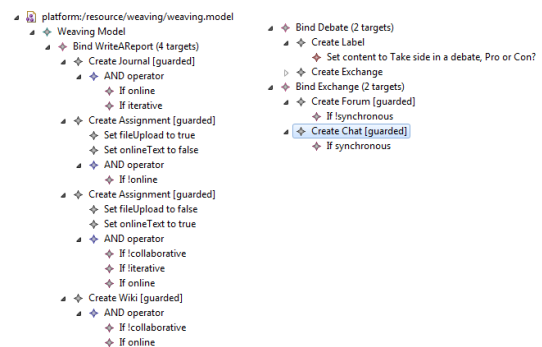 platform:/resource/weaving/weaving.model
Weaving Model
Bind WriteAReport (4 targets)
Create Journal [guarded]
AND operator
If online
If iterative
Create Assignment [guarded]
Set fileUpload to true
Set onlineText to false
AND operator
If !online
Create Assignment [guarded]
Set fileUpload to false
Set onlineText to true
AND operator
If !collaborative
If !iterative
If online
Create Wiki [guarded]
AND operator
If !collaborative
If online
Bind Debate (2 targets)
Create Label
Set content to Take side in a debate, Pro or Con?
Create Exchange
Bind Exchange (2 targets)
Create Forum [guarded]
If !synchronous
Create Chat [guarded]
If synchronous